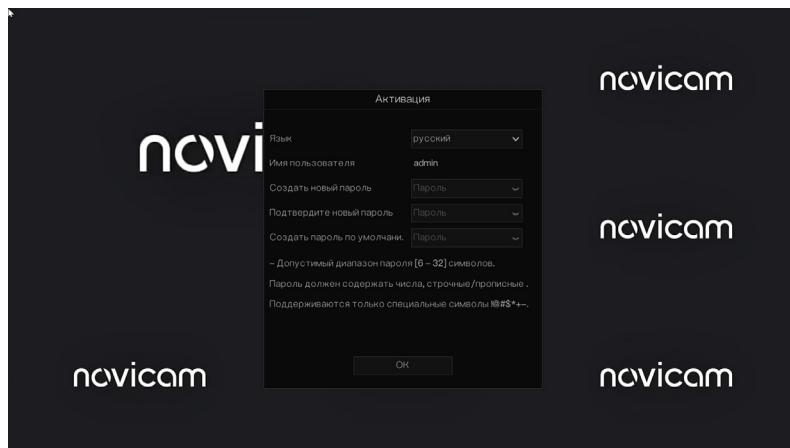 novicam
Активация
novi
Язык русский
Имя пользователя admin
Создать новый пароль Пароль
Подтвердите новый пароль Пароль
Создать пароль по умолчани. Пароль
novicam
– Допустимый диапазон пароля [6 – 32] символов.
Пароль должен содержать числа, строчные/прописные .
Поддерживаются только специальные символы !@#$*+–.
OK
novicam
novicam